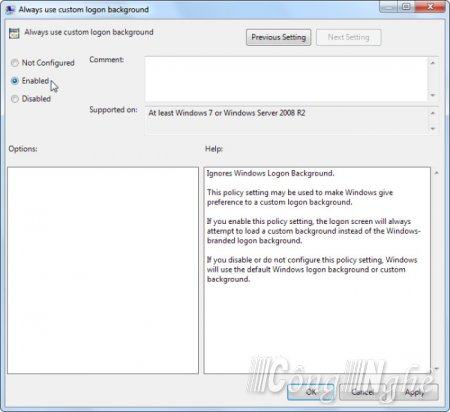 Always use custom logon background
Always use custom logon background
Previous Setting
Next Setting
Not Configured
Comment:
Enabled
Disabled
Supported on:
At least Windows 7 or Windows Server 2008 R2
Options:
Help:
Ignores Windows Logon Background.
This policy setting may be used to make Windows give
preference to a custom logon background.
If you enable this policy setting, the logon screen will always
attempt to load a custom background instead of the Windows-
branded logon background.
If you disable or do not configure this policy setting, Windows
will use the default Windows logon background or custom
background.
Công Nghệ
OK
Cancel
Apply